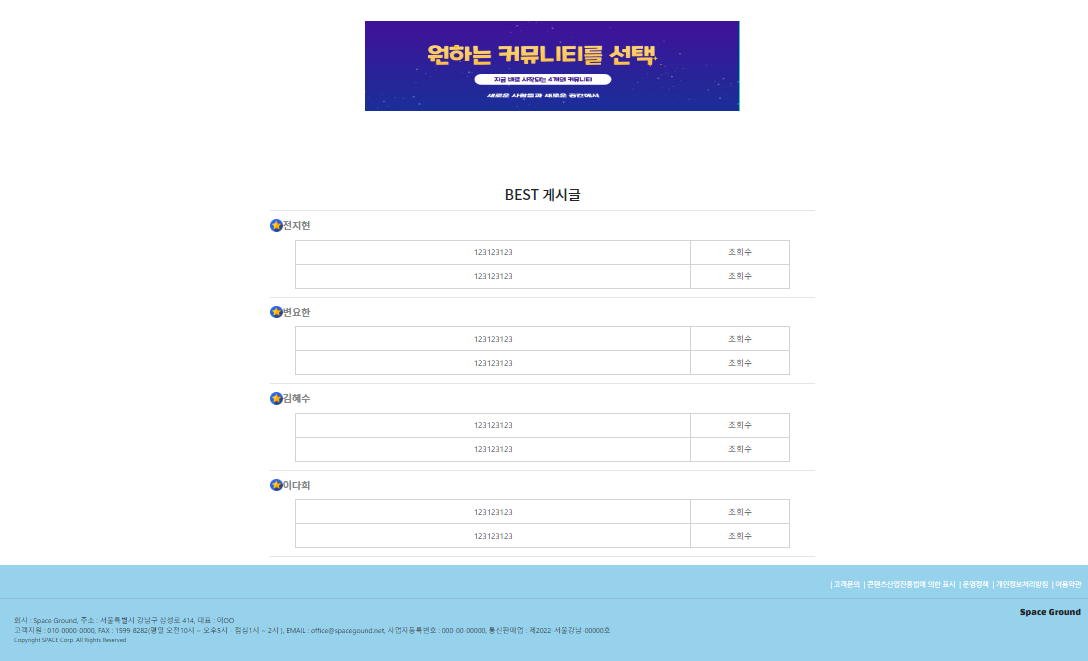 원하는 커뮤니티를 선택
지금 바로 시작되는 4개의 커뮤니티
새로운 사람들과 새로운 공간에서
BEST 게시글
전지현
123123123 조회수
123123123 조회수
변요한
123123123 조회수
123123123 조회수
김혜수
123123123 조회수
123123123 조회수
이다희
123123123 조회수
123123123 조회수
| 고객문의 | 콘텐츠산업진흥법에 의한 표시 | 운영정책 | 개인정보처리방침 | 이용약관
Space Ground
회사 : Space Ground, 주소 : 서울특별시 강남구 삼성로 414, 대표 : 이OO
고객지원 : 010-0000-0000, FAX : 1599-8282(평일 오전10시 ~ 오후5시 · 점심1시 ~ 2시 ), EMAIL : office@spacegound.net, 사업자등록번호 : 000-00-00000, 통신판매업 : 제2022-서울강남-00000호
Copyright SPACE Corp. All Rights Reserved